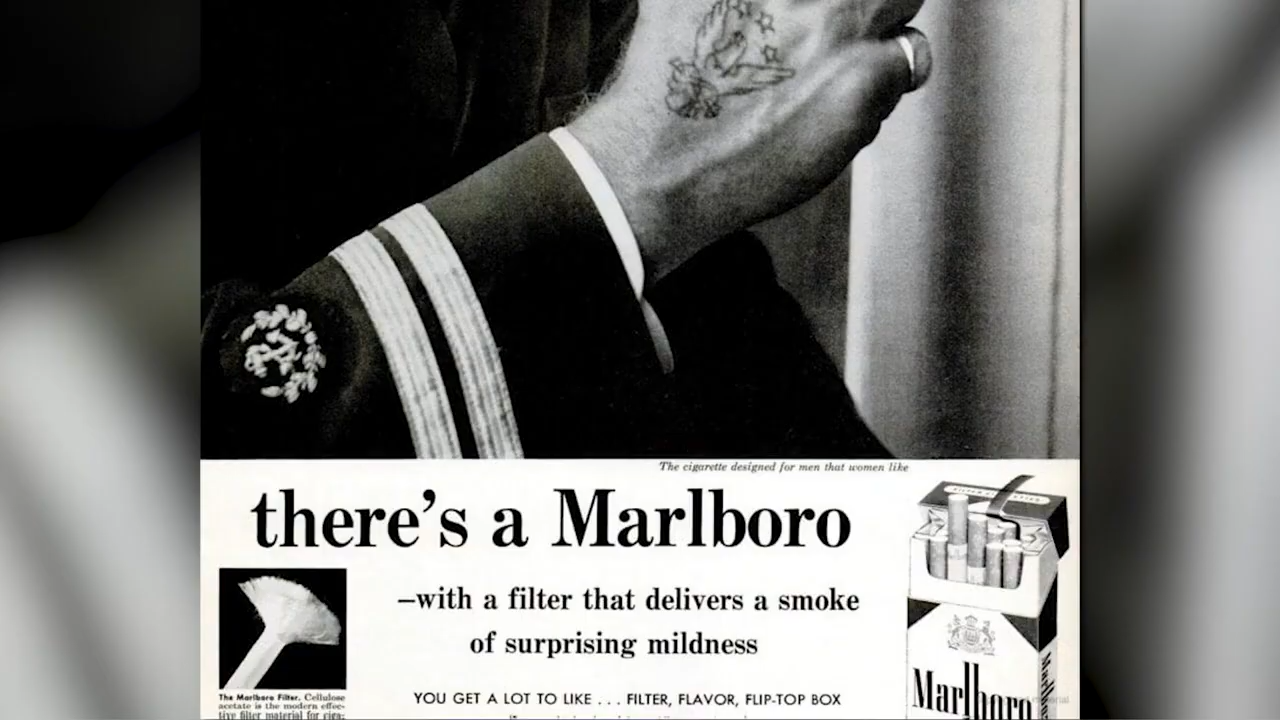 The cigarette designed for men that women like
there's a Marlboro
—with a filter that delivers a smoke
of surprising mildness
YOU GET A LOT TO LIKE . . . FILTER, FLAVOR, FLIP-TOP BOX
The Marlboro Filter. Cellulose
acetate is the modern effec-
tive filter material for ciga-
Marlboro
Marlboro